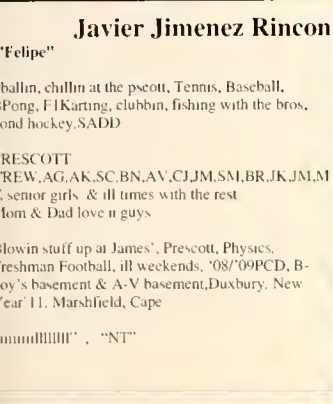 Javier Jimenez Rincon
"Felipe"
ballin, chillin at the pscott, Tennis, Baseball,
Pong, F1Karting, clubbin, fishing with the bros,
ond hockey,SADD
RESCOTT
REW,AG,AK,SC,BN,AV,CJ,JM,SM,BR,JK,JM,M
senior girls & ill times with the rest
Mom & Dad love u guys
Blowin stuff up at James', Prescott, Physics,
reshman Football, ill weekends, '08/'09PCD, B-
oy's basement & A-V basement,Duxbury, New
Year'11, Marshfield, Cape
"NT"